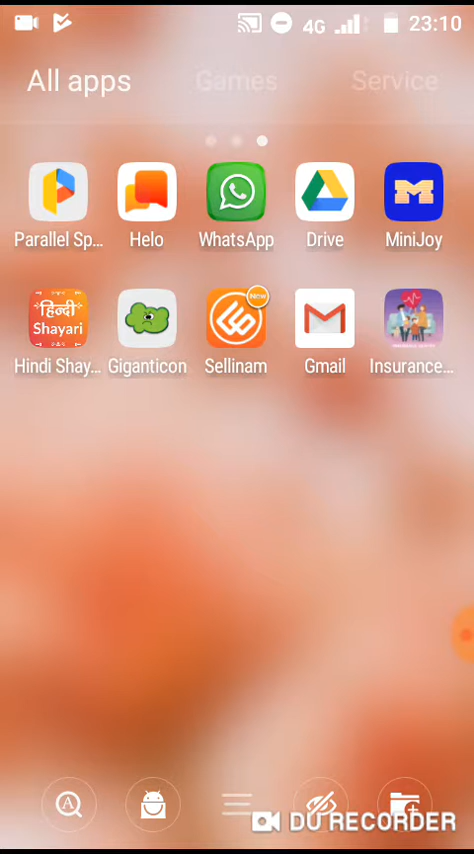 4G 23:10
All apps Games Service
Parallel Sp... Helo WhatsApp Drive MiniJoy
हिन्दी
Shayari
New
Hindi Shay... Giganticon Sellinam Gmail Insurance...
DU RECORDER